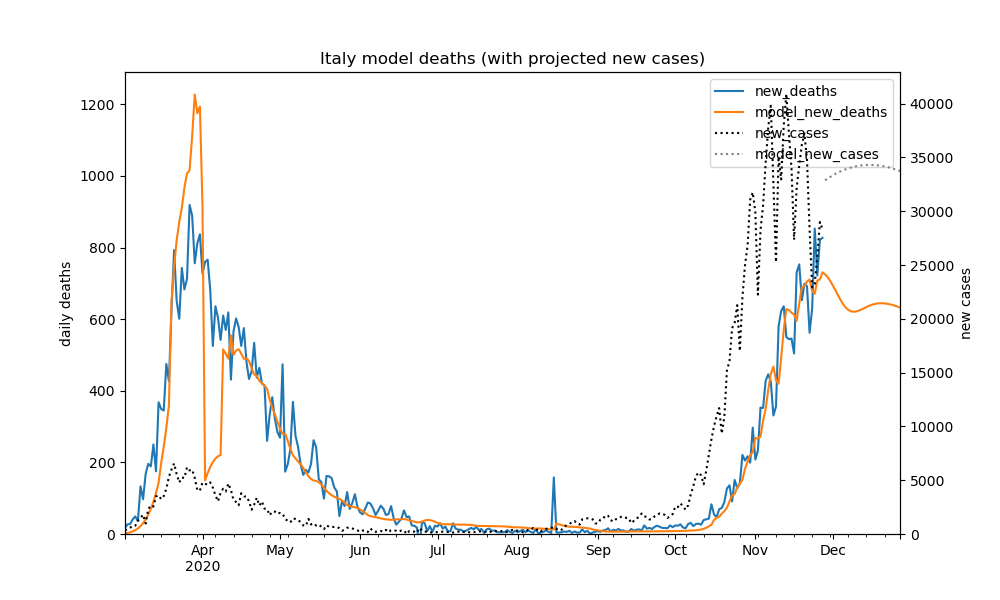 Italy model deaths (with projected new cases)
new_deaths
model_new_deaths
new_cases
model_new_cases
daily deaths
new cases
1200
1000
800
600
400
200
0
40000
35000
30000
25000
20000
15000
10000
5000
0
Apr May Jun Jul Aug Sep Oct Nov Dec
2020